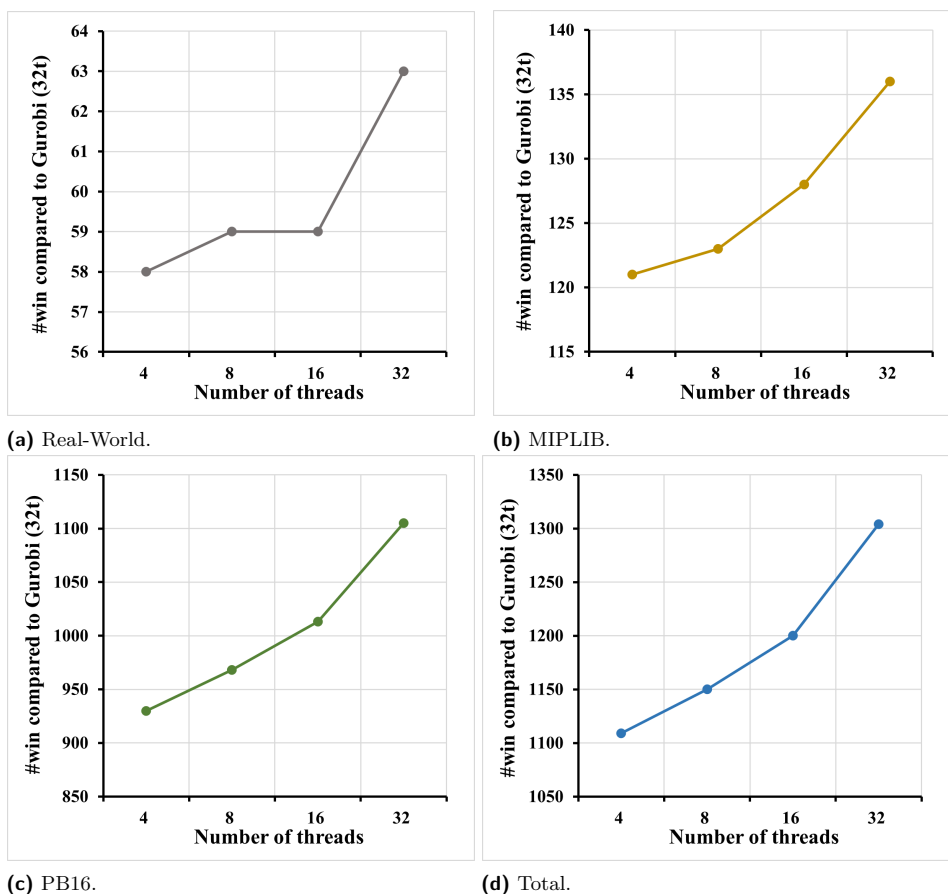 #win compared to Gurobi (32t)
64
63
62
61
60
59
58
57
56
4 8 16 32
Number of threads
(a) Real-World.
#win compared to Gurobi (32t)
140
135
130
125
120
115
4 8 16 32
Number of threads
(b) MIPLIB.
#win compared to Gurobi (32t)
1150
1100
1050
1000
950
900
850
4 8 16 32
Number of threads
(c) PB16.
#win compared to Gurobi (32t)
1350
1300
1250
1200
1150
1100
1050
4 8 16 32
Number of threads
(d) Total.